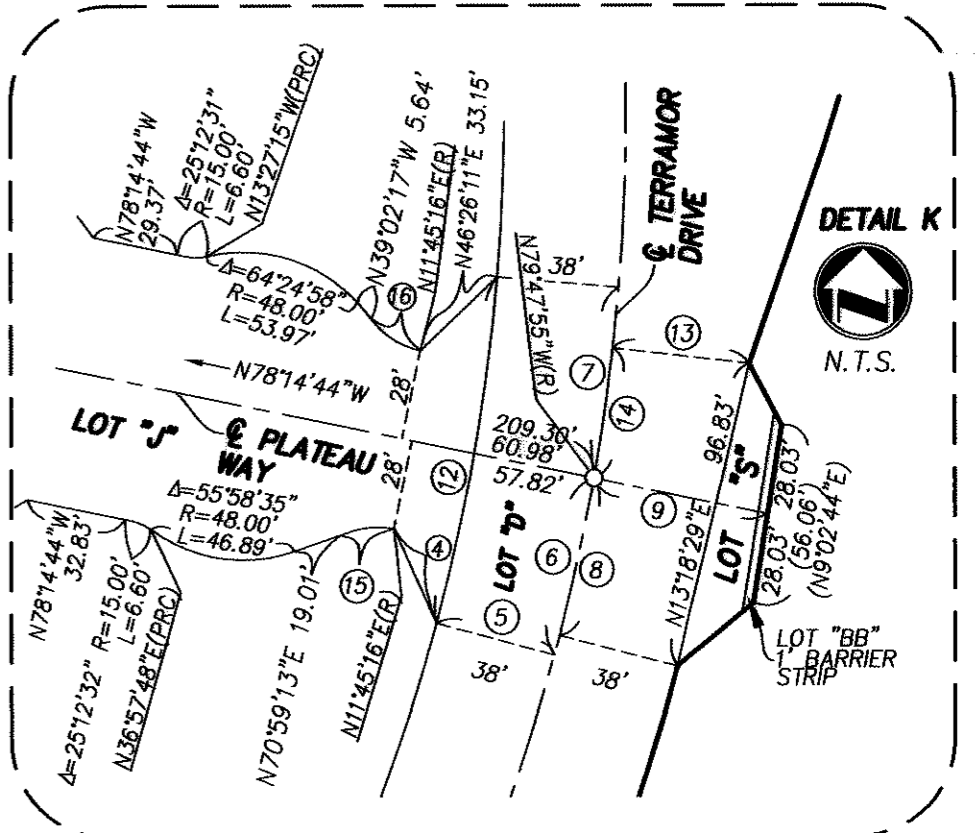 N78°14'44"W
29.37'
Δ=25°12'31"
R=15.00'
L=6.60'
N13°27'15"W(PRC)
Δ=64°24'58"
R=48.00'
L=53.97'
N39°02'17"W 5.64'
16
N11°45'16"E(R)
N46°26'11"E 33.15'
N79°47'55"W(R)
38'
℄ TERRAMOR
DRIVE
DETAIL K
N.T.S.
13
7
14
N78°14'44"W
28'
LOT "J"
℄ PLATEAU
WAY
28'
12
209.30'
60.98'
57.82'
9
96.83'
N13°18'29"E
LOT "S"
28.03'
28.03'
(56.06')
(N9°02'44"E)
Δ=55°58'35"
R=48.00'
L=46.89'
N78°14'44"W
32.83'
Δ=25°12'32" R=15.00'
L=6.60'
N36°57'48"E(PRC)
15
N70°59'13"E 19.01'
N11°45'16"E(R)
4
LOT "D"
5
6
8
38'
38'
LOT "BB"
1' BARRIER
STRIP